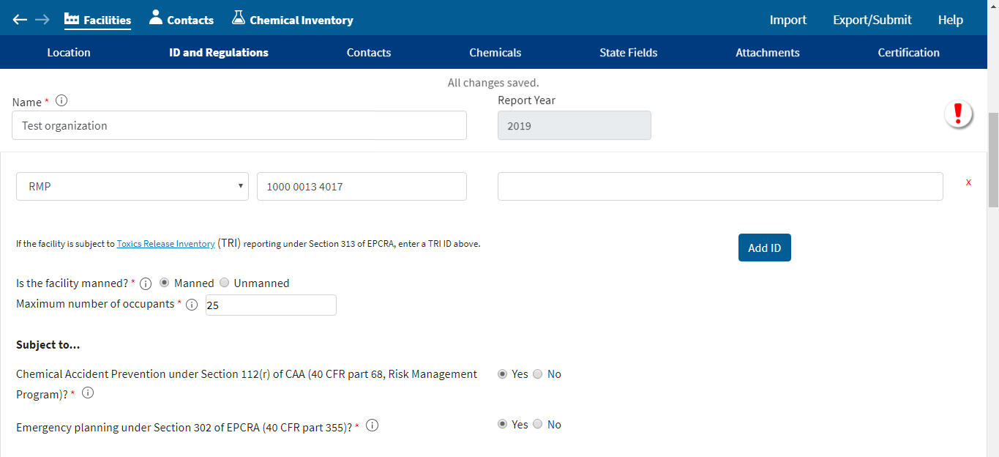 Facilities Contacts Chemical Inventory Import Export/Submit Help
Location ID and Regulations Contacts Chemicals State Fields Attachments Certification
All changes saved.
Name *
Report Year
Test organization
2019
RMP
1000 0013 4017
x
If the facility is subject to Toxics Release Inventory (TRI) reporting under Section 313 of EPCRA, enter a TRI ID above.
Add ID
Is the facility manned? * Manned Unmanned
Maximum number of occupants * 25
Subject to...
Chemical Accident Prevention under Section 112(r) of CAA (40 CFR part 68, Risk Management
Program)? *
Yes No
Emergency planning under Section 302 of EPCRA (40 CFR part 355)? *
Yes No